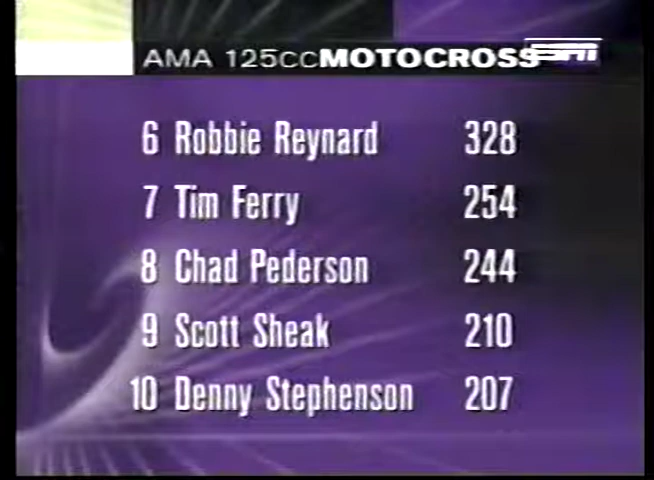 AMA 125CC MOTOCROSS ESPN
6 Robbie Reynard 328
7 Tim Ferry 254
8 Chad Pederson 244
9 Scott Sheak 210
10 Denny Stephenson 207